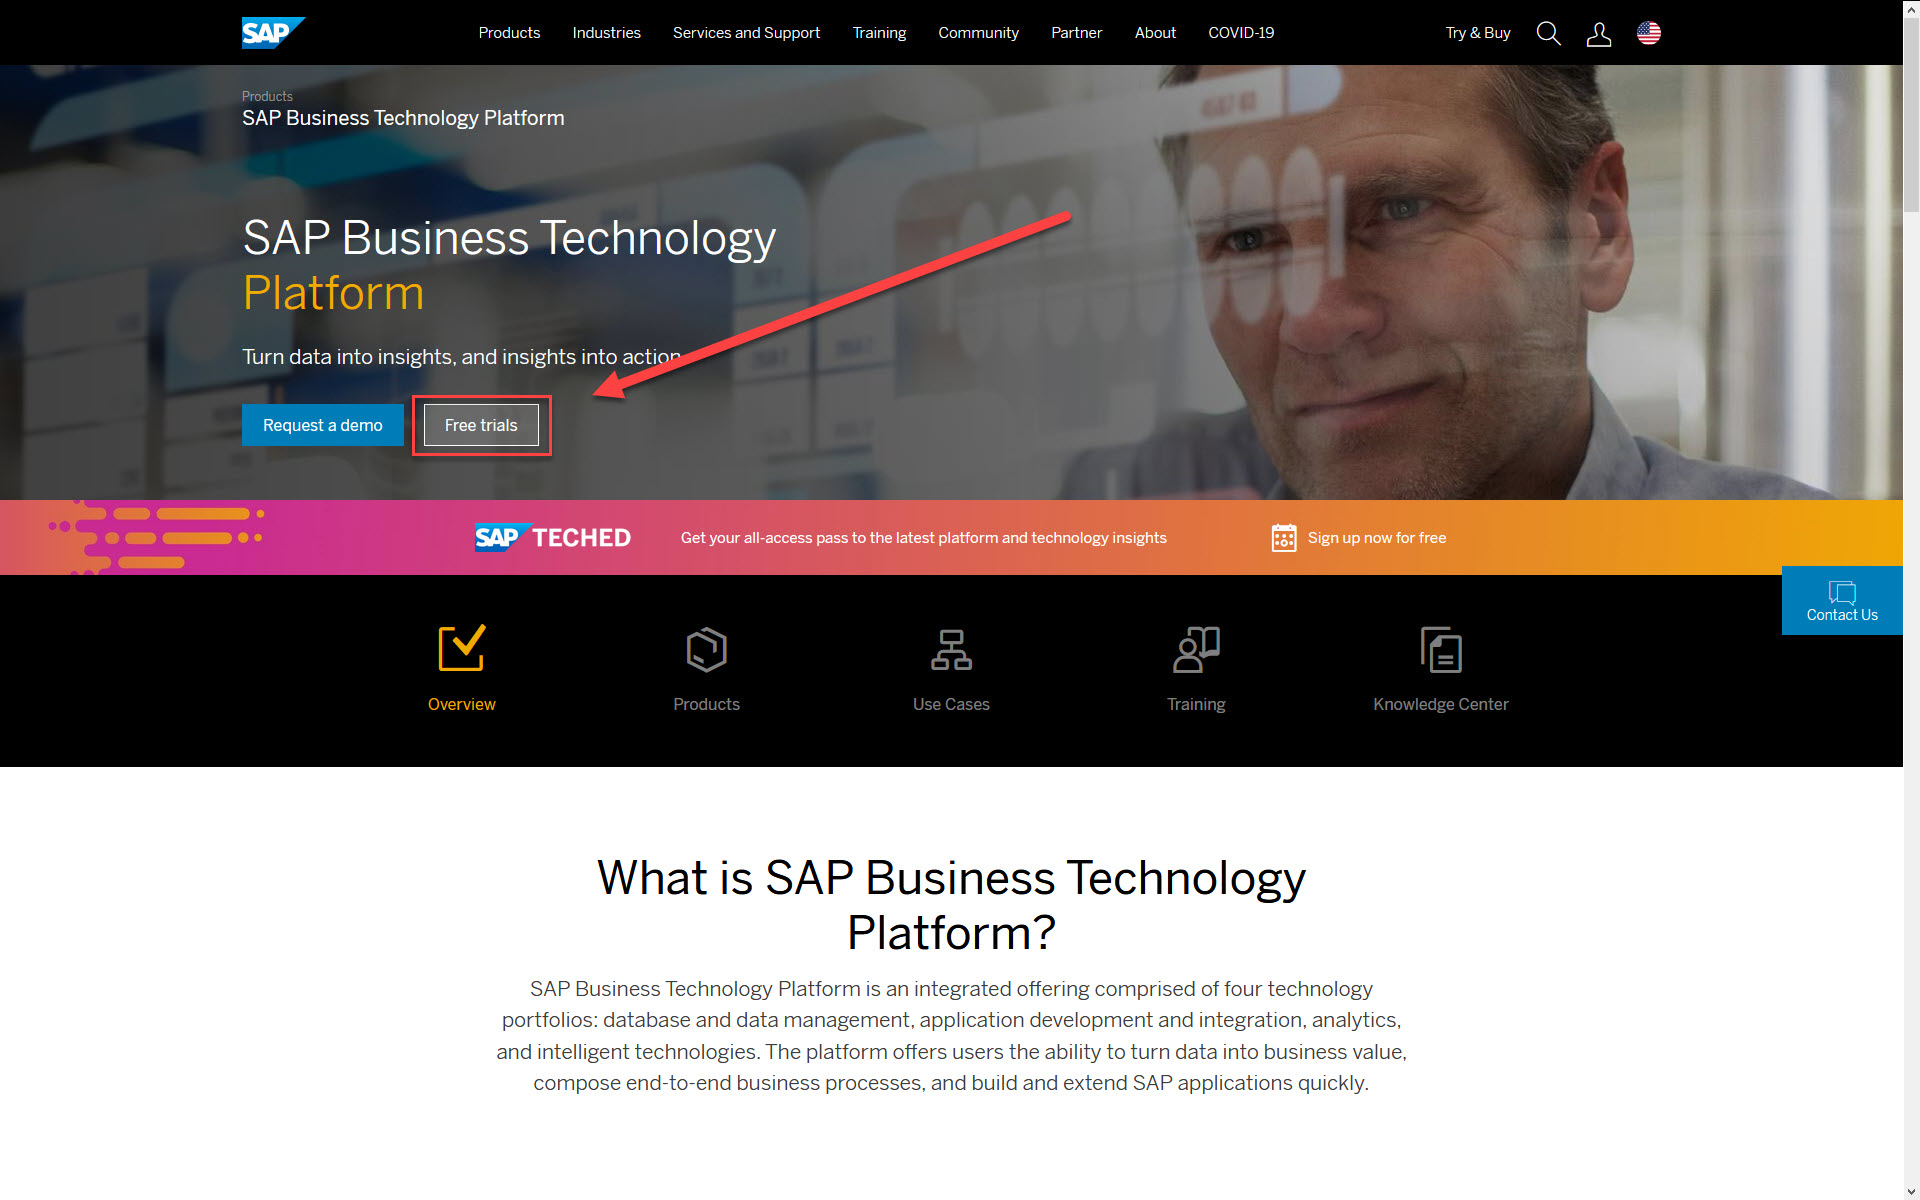 SAP
Products Industries Services and Support Training Community Partner About COVID-19 Try & Buy
Products
SAP Business Technology Platform
SAP Business Technology
Platform
Turn data into insights, and insights into action
Request a demo Free trials
SAP TECHED Get your all-access pass to the latest platform and technology insights Sign up now for free
Contact Us
Overview Products Use Cases Training Knowledge Center
What is SAP Business Technology
Platform?
SAP Business Technology Platform is an integrated offering comprised of four technology
portfolios: database and data management, application development and integration, analytics,
and intelligent technologies. The platform offers users the ability to turn data into business value,
compose end-to-end business processes, and build and extend SAP applications quickly.